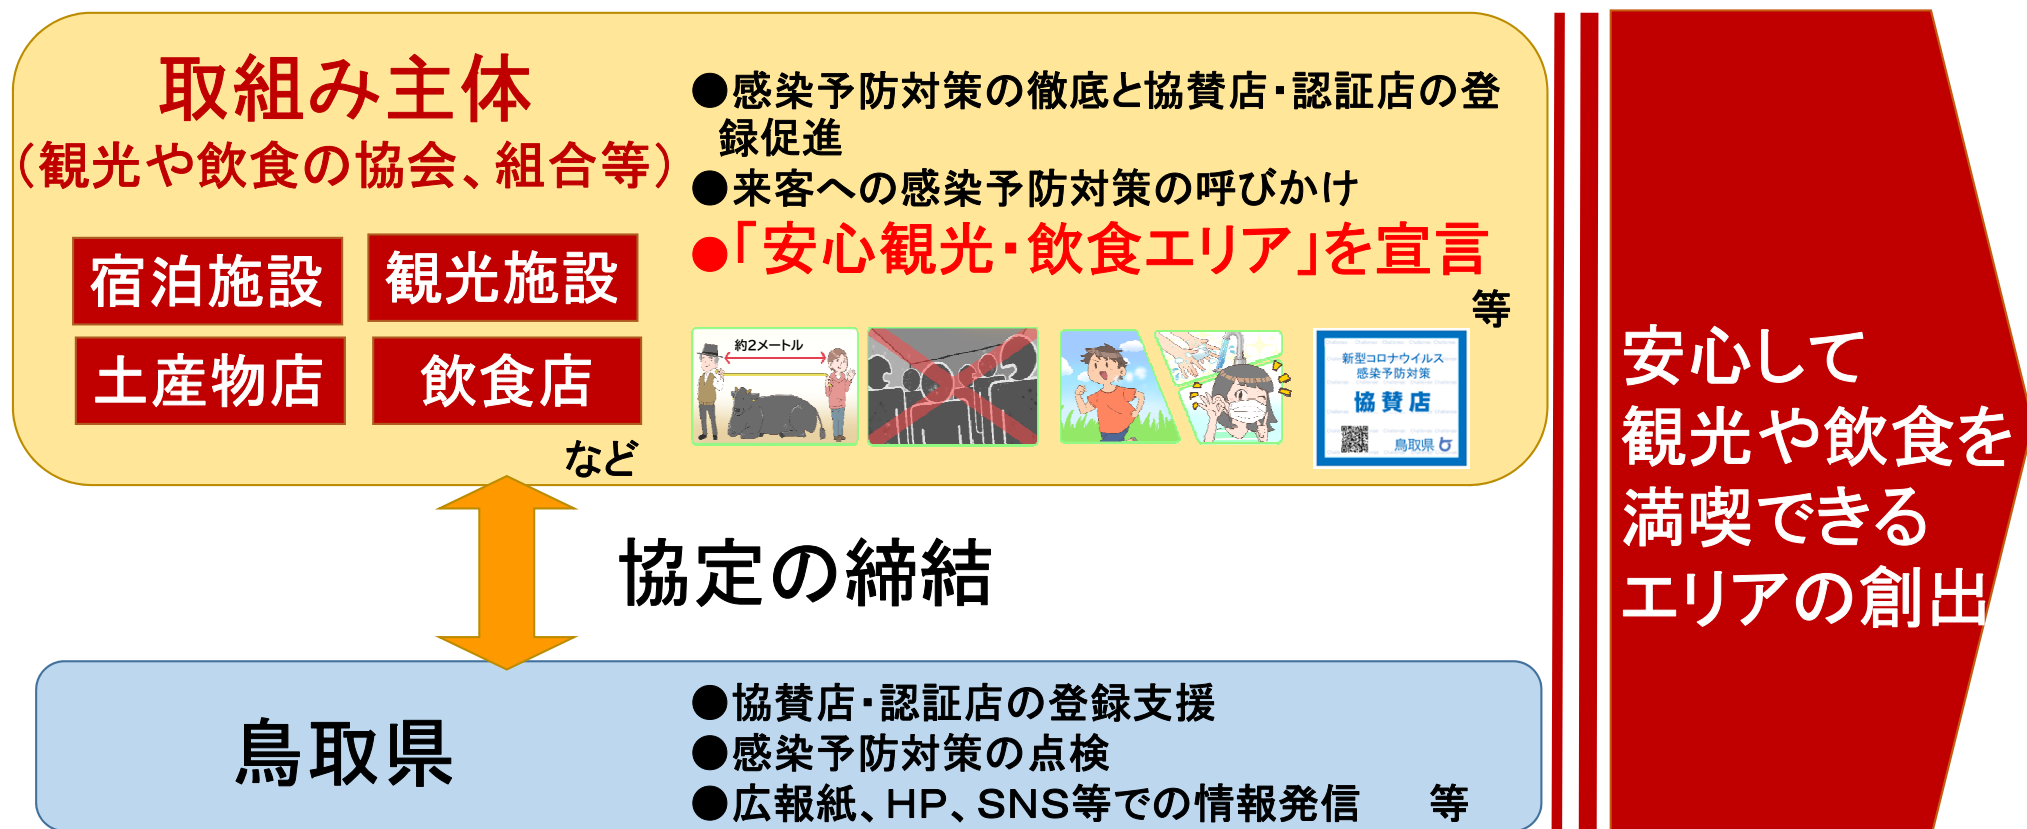 取組み主体
（観光や飲食の協会、組合等）
宿泊施設
観光施設
土産物店
飲食店
など
●感染予防対策の徹底と協賛店・認証店の登
録促進
●来客への感染予防対策の呼びかけ
●「安心観光・飲食エリア」を宣言
等
約2メートル
新型コロナウイルス
感染予防対策
協賛店
鳥取県
協定の締結
鳥取県
●協賛店・認証店の登録支援
●感染予防対策の点検
●広報紙、HP、SNS等での情報発信　等
安心して
観光や飲食を
満喫できる
エリアの創出